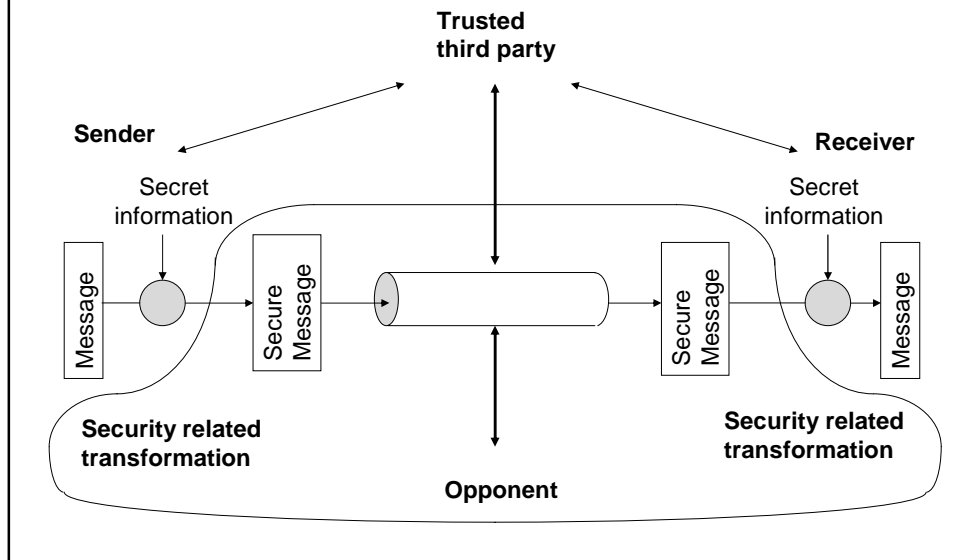 Trusted
third party
Sender
Receiver
Secret
information
Secret
information
Message
Secure
Message
Secure
Message
Message
Security related
transformation
Security related
transformation
Opponent